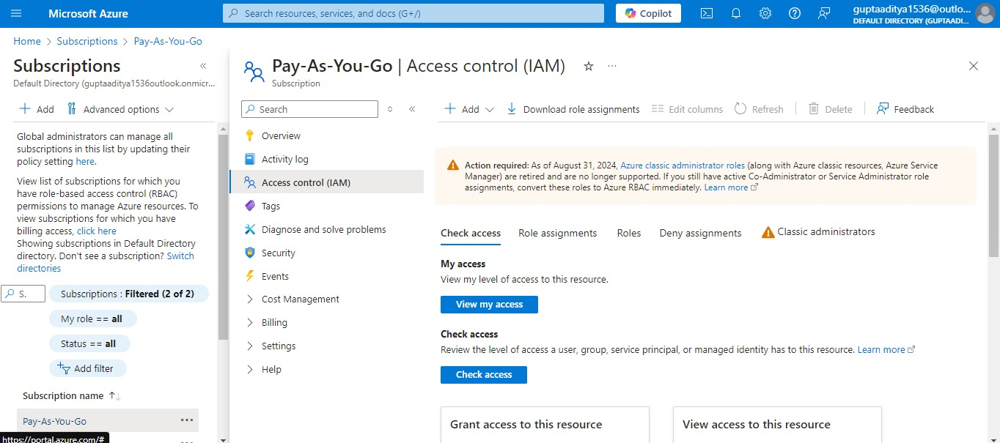 Microsoft Azure
Search resources, services, and docs (G+/)
Copilot
guptaaditya1536@outlo...
DEFAULT DIRECTORY (GUPTAADI...
Home > Subscriptions > Pay-As-You-Go
Subscriptions
Default Directory (guptaaditya1536outlook.onmicr...
Add
Advanced options
Global administrators can manage all
subscriptions in this list by updating their
policy setting here.
View list of subscriptions for which you
have role-based access control (RBAC)
permissions to manage Azure resources. To
view subscriptions for which you have
billing access, click here
Showing subscriptions in Default Directory
directory. Don't see a subscription? Switch
directories
S.
Subscriptions : Filtered (2 of 2)
My role == all
Status == all
Add filter
Subscription name
Pay-As-You-Go
https://portal.azure.com/#
Pay-As-You-Go | Access control (IAM)
Subscription
Search
Overview
Activity log
Access control (IAM)
Tags
Diagnose and solve problems
Security
Events
Cost Management
Billing
Settings
Help
Add
Download role assignments
Edit columns
Refresh
Delete
Feedback
Action required: As of August 31, 2024, Azure classic administrator roles (along with Azure classic resources, Azure Service
Manager) are retired and are no longer supported. If you still have active Co-Administrator or Service Administrator role
assignments, convert these roles to Azure RBAC immediately. Learn more
Check access
Role assignments
Roles
Deny assignments
Classic administrators
My access
View my level of access to this resource.
View my access
Check access
Review the level of access a user, group, service principal, or managed identity has to this resource. Learn more
Check access
Grant access to this resource
View access to this resource